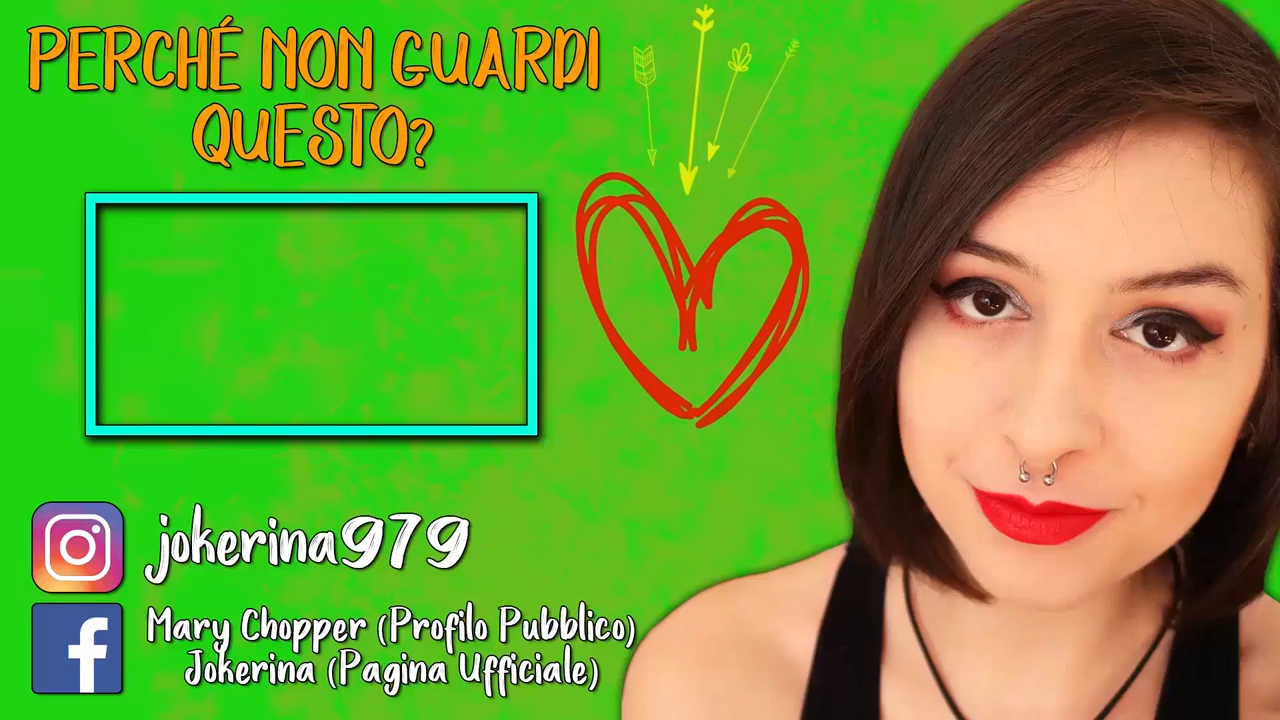 PERCHÉ NON GUARDI
QUESTO?
jokerina979
Mary Chopper (Profilo Pubblico)
Jokerina (Pagina Ufficiale)